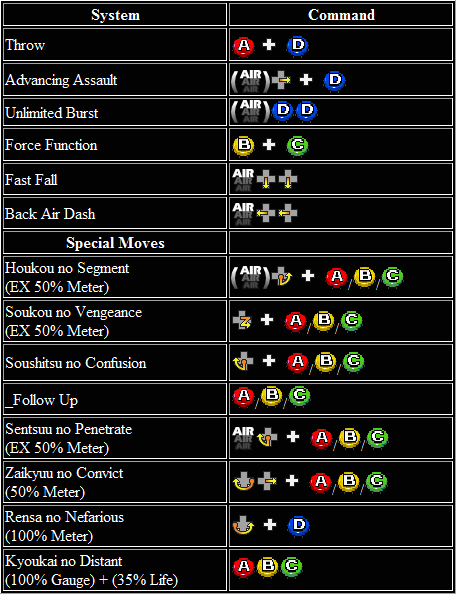 System Command
Throw A + D
Advancing Assault (AIR) + D
Unlimited Burst (AIR) D D
Force Function B + C
Fast Fall AIR
Back Air Dash AIR
Special Moves
Houkou no Segment (AIR) + A / B / C
(EX 50% Meter)
Soukou no Vengeance + A / B / C
(EX 50% Meter)
Soushitsu no Confusion + A / B / C
_Follow Up A / B / C
Sentsuu no Penetrate AIR + A / B / C
(EX 50% Meter)
Zaikyuu no Convict + A / B / C
(50% Meter)
Rensa no Nefarious + D
(100% Meter)
Kyoukai no Distant A B C
(100% Gauge) + (35% Life)